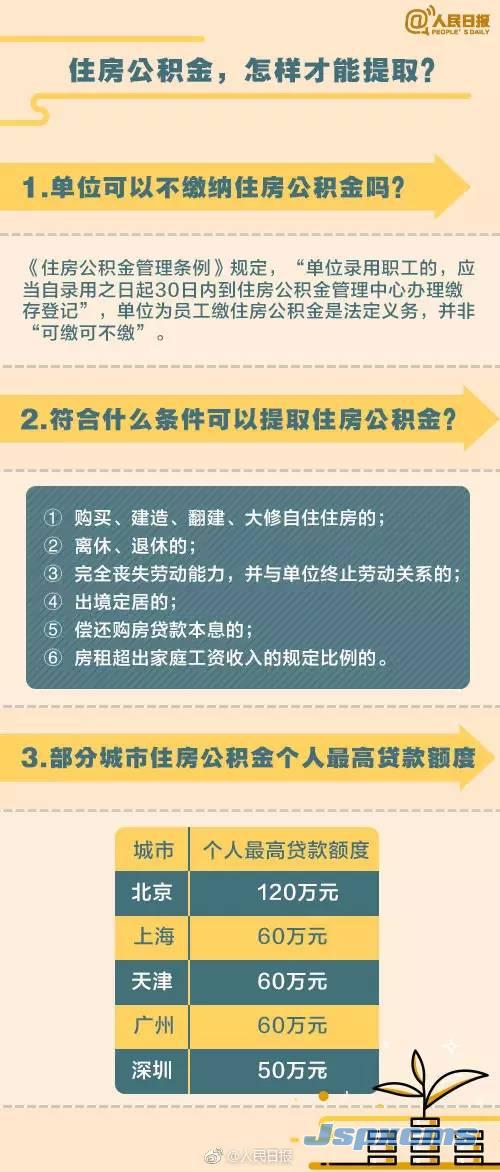 @人民日报
PEOPLE'S DAILY
住房公积金，怎样才能提取？
1.单位可以不缴纳住房公积金吗？
《住房公积金管理条例》规定，“单位录用职工的，应
当自录用之日起30日内到住房公积金管理中心办理缴
存登记”，单位为员工缴住房公积金是法定义务，并非
“可缴可不缴”。
2.符合什么条件可以提取住房公积金？
① 购买、建造、翻建、大修自住住房的；
② 离休、退休的；
③ 完全丧失劳动能力，并与单位终止劳动关系的；
④ 出境定居的；
⑤ 偿还购房贷款本息的；
⑥ 房租超出家庭工资收入的规定比例的。
3.部分城市住房公积金个人最高贷款额度
城市 个人最高贷款额度
北京 120万元
上海 60万元
天津 60万元
广州 60万元
深圳 50万元
Jspxcms
@人民日报